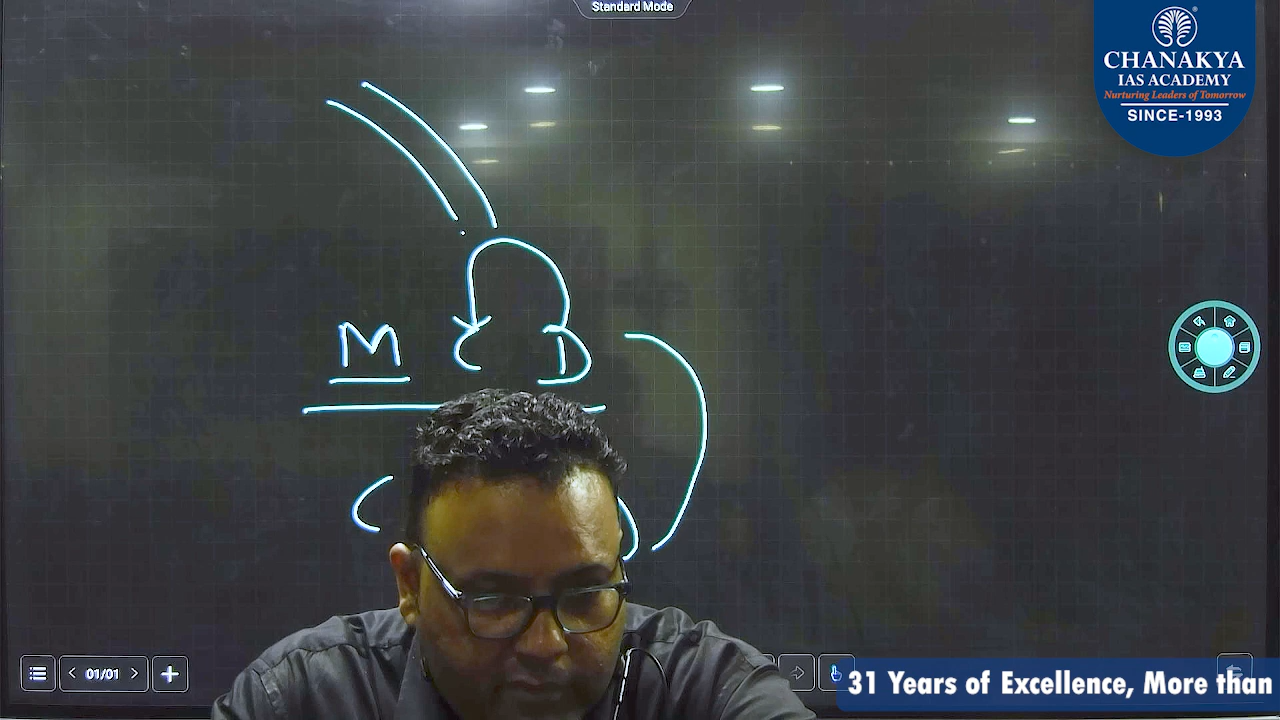 Standard Mode
CHANAKYA
IAS ACADEMY
Nurturing Leaders of Tomorrow
SINCE-1993
M C D
C
01/01
31 Years of Excellence, More than